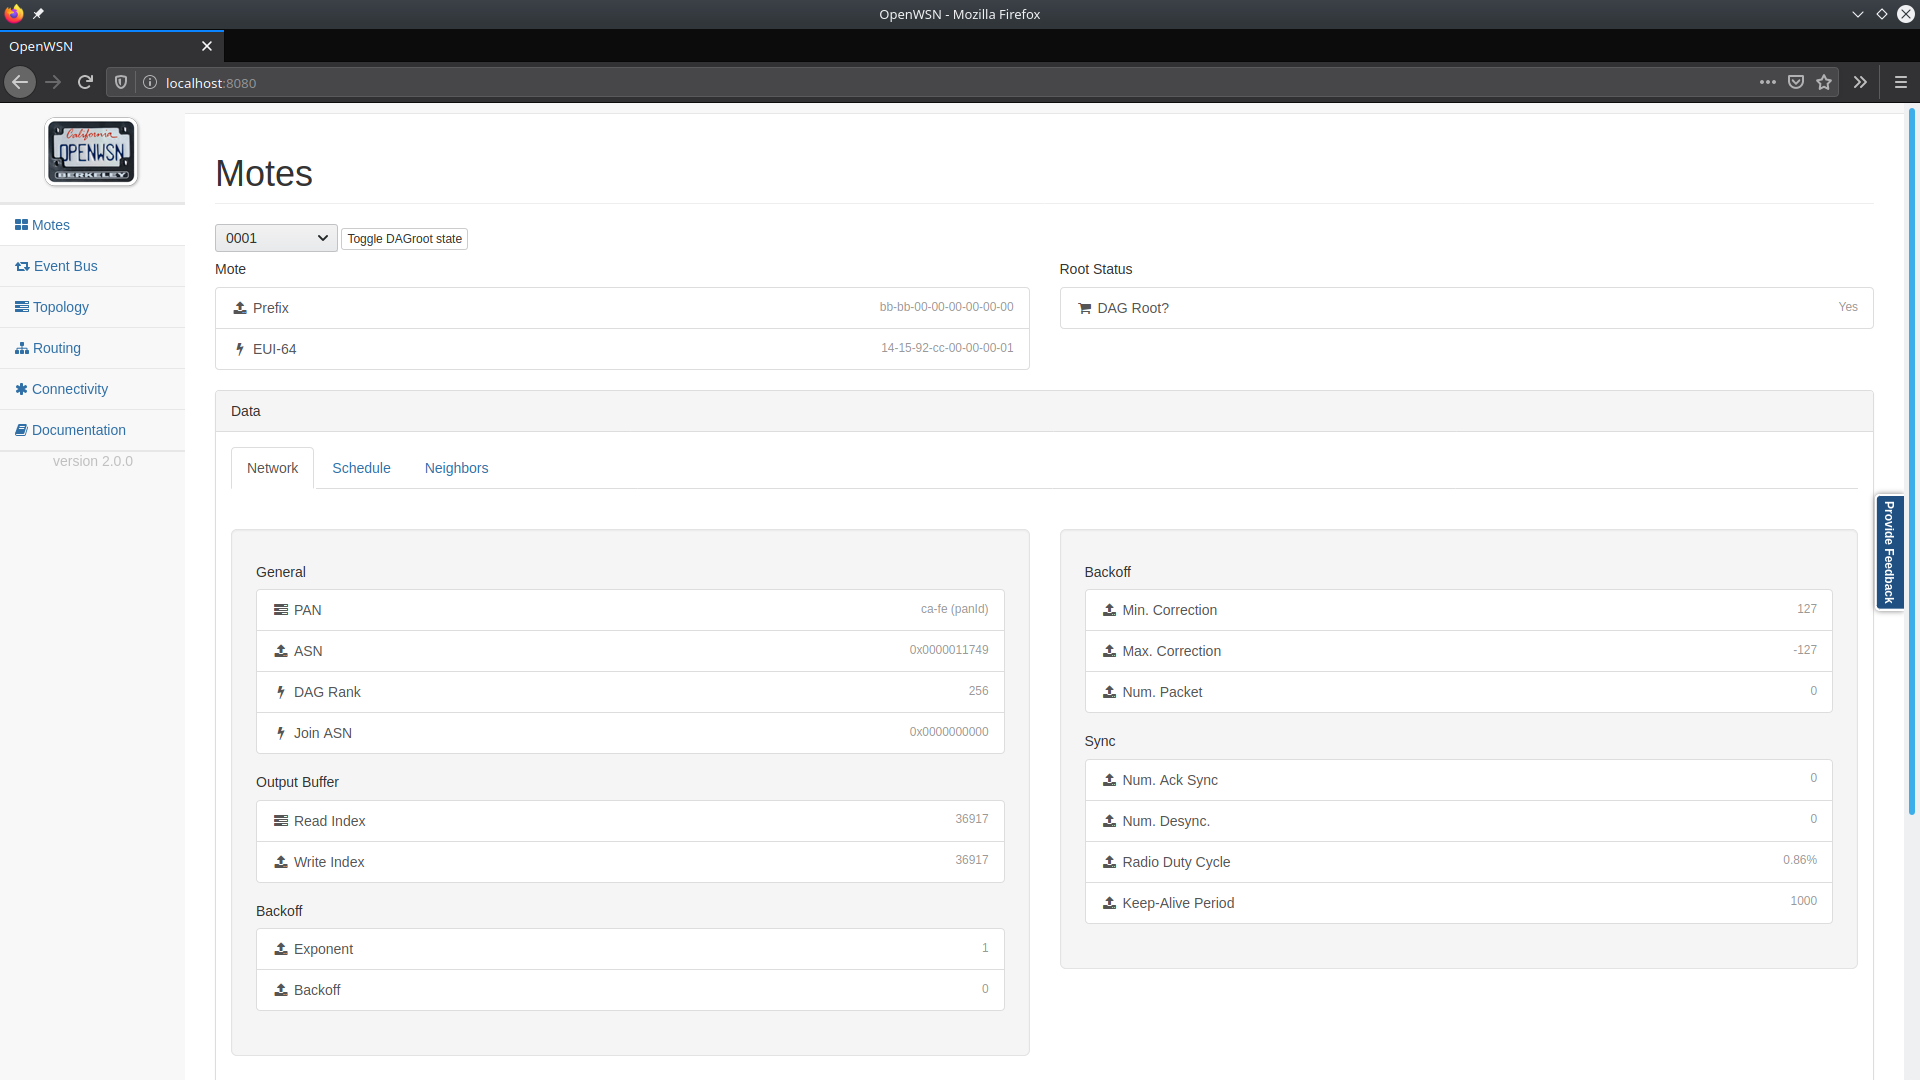 OpenWSN - Mozilla Firefox
OpenWSN
localhost:8080
California
OPENWSN
BERKELEY
Motes
Event Bus
Topology
Routing
Connectivity
Documentation
version 2.0.0
Motes
0001 Toggle DAGroot state
Mote
Prefix bb-bb-00-00-00-00-00-00
EUI-64 14-15-92-cc-00-00-00-01
Root Status
DAG Root? Yes
Data
Network Schedule Neighbors
General
PAN ca-fe (panId)
ASN 0x0000011749
DAG Rank 256
Join ASN 0x0000000000
Output Buffer
Read Index 36917
Write Index 36917
Backoff
Exponent 1
Backoff 0
Backoff
Min. Correction 127
Max. Correction -127
Num. Packet 0
Sync
Num. Ack Sync 0
Num. Desync. 0
Radio Duty Cycle 0.86%
Keep-Alive Period 1000
Provide Feedback